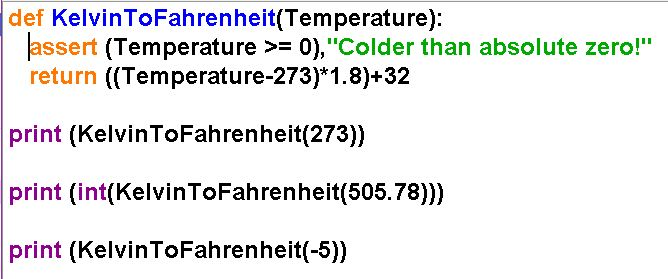 def KelvinToFahrenheit(Temperature):
assert (Temperature >= 0),"Colder than absolute zero!"
return ((Temperature-273)*1.8)+32
print (KelvinToFahrenheit(273))
print (int(KelvinToFahrenheit(505.78)))
print (KelvinToFahrenheit(-5))